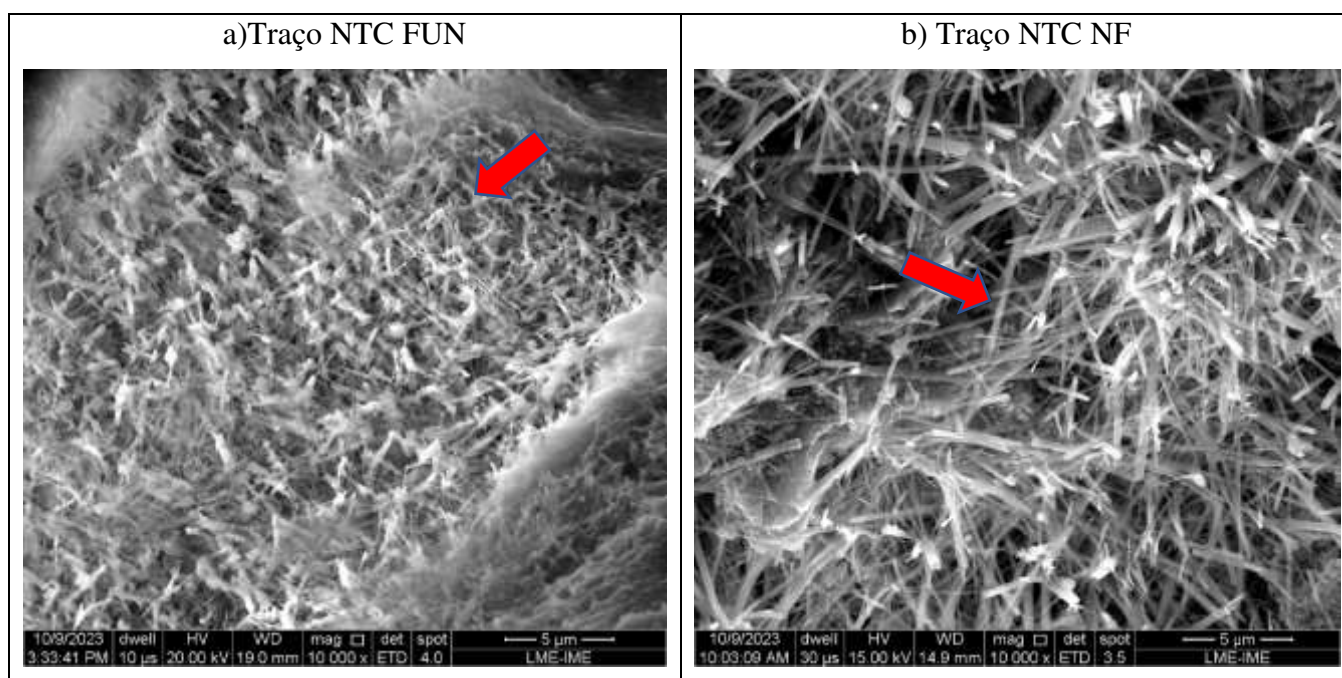 a)Traço NTC FUN
b) Traço NTC NF
10/9/2023 dwell HV WD mag det spot 5 µm
3:33:41 PM 10 µs 20.00 kV 19.0 mm 10 000 x ETD 4.0 LME-IME
10/9/2023 dwell HV WD mag det spot 5 µm
10:03:09 AM 30 µs 15.00 kV 14.9 mm 10 000 x ETD 3.5 LME-IME